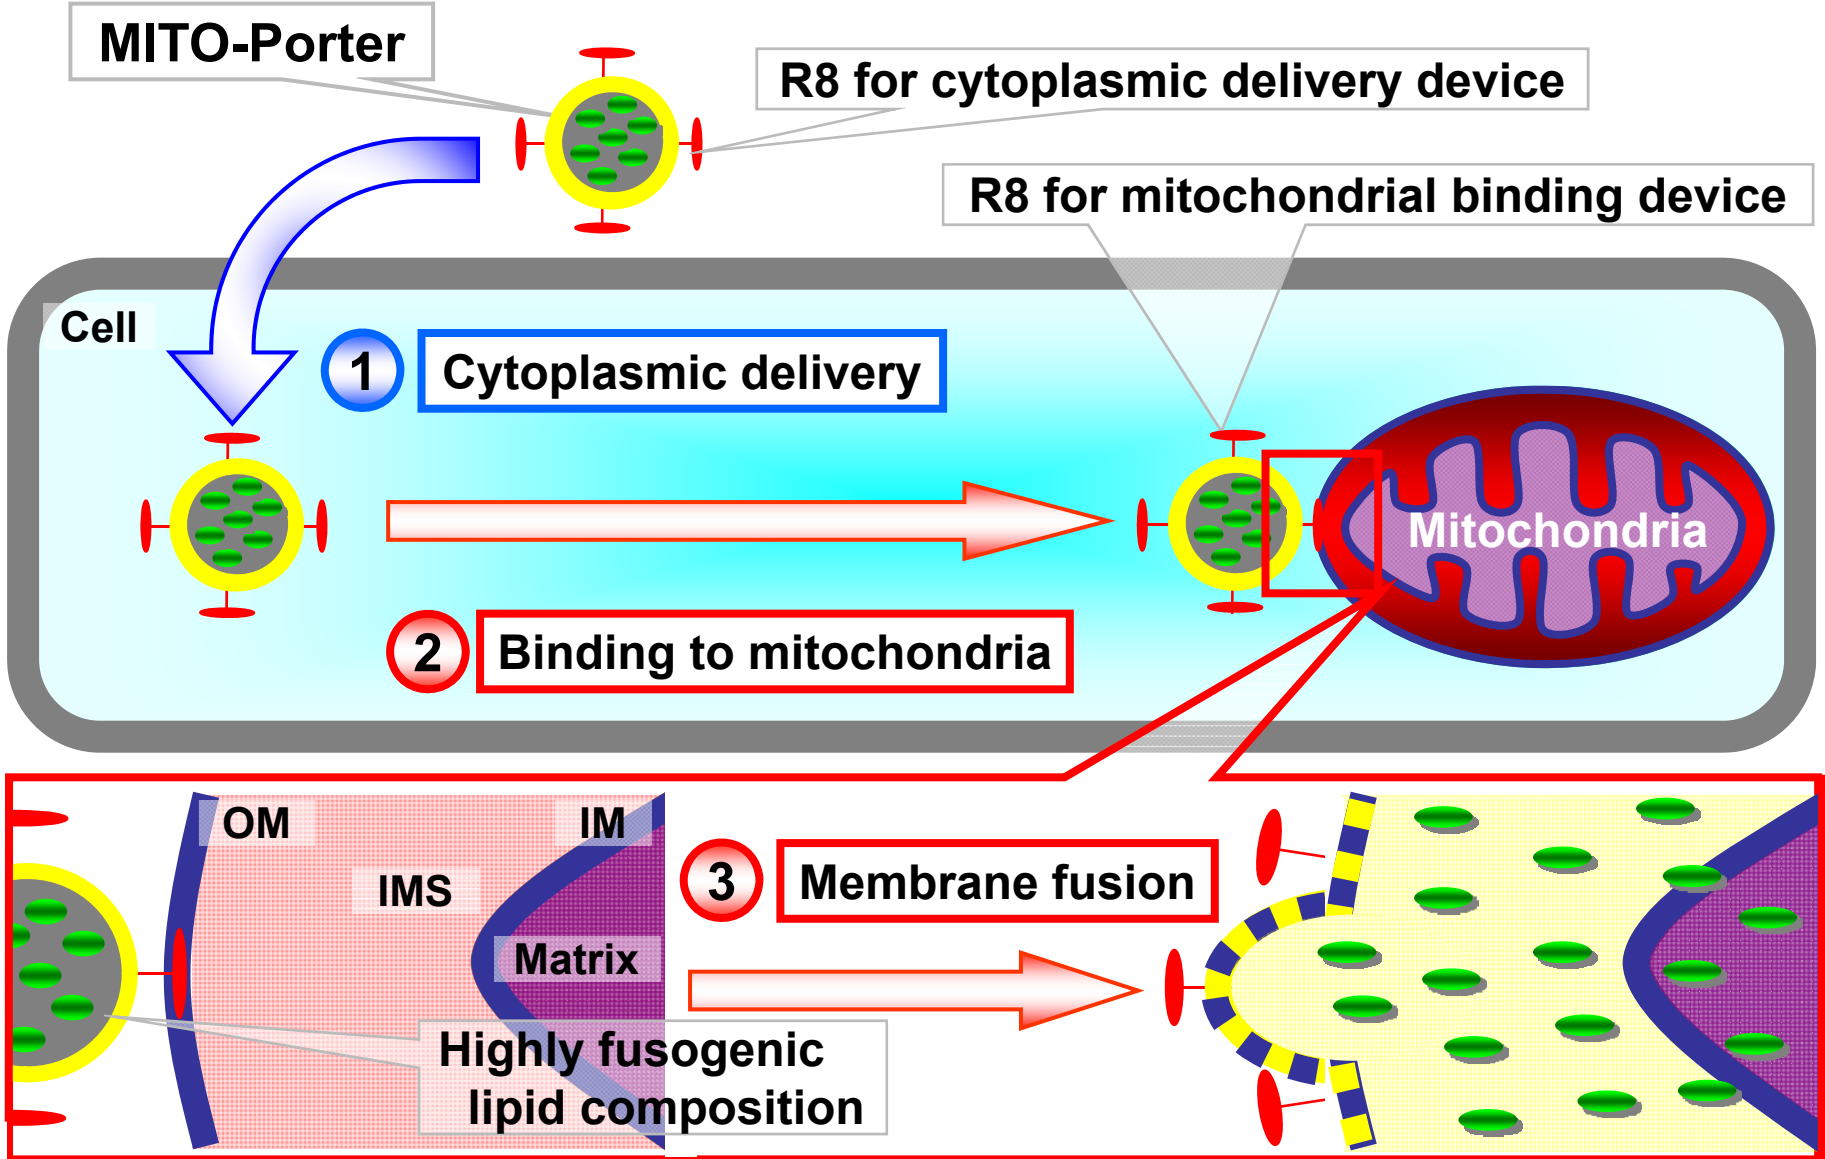 MITO-Porter
R8 for cytoplasmic delivery device
R8 for mitochondrial binding device
Cell
1
Cytoplasmic delivery
Mitochondria
2
Binding to mitochondria
OM
IM
IMS
3
Membrane fusion
Matrix
Highly fusogenic
lipid composition